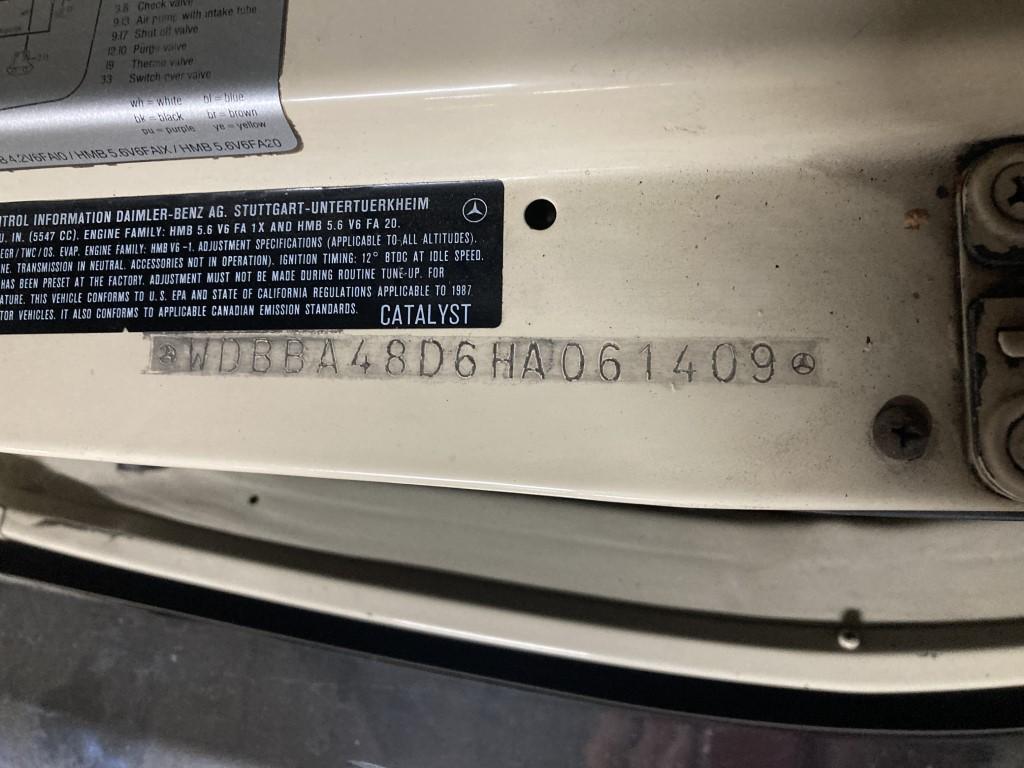 3.8 Check valve
9.13 Air pump with intake tube
9.17 Shut off valve
12.10 Purge valve
19 Thermo valve
33 Switch over valve
wh = white bl = blue
bk = black br = brown
pu = purple ye = yellow
4.2V6FA10 / HMB 5.6V6FA1X / HMB 5.6V6FA20
TROL INFORMATION DAIMLER-BENZ AG. STUTTGART-UNTERTUERKHEIM
U. IN. (5547 CC). ENGINE FAMILY: HMB 5.6 V6 FA 1X AND HMB 5.6 V6 FA 20.
EGR/TWC/OS. EVAP. ENGINE FAMILY: HMB V6 -1. ADJUSTMENT SPECIFICATIONS (APPLICABLE TO ALL ALTITUDES).
NE. TRANSMISSION IN NEUTRAL. ACCESSORIES NOT IN OPERATION). IGNITION TIMING: 12° BTDC AT IDLE SPEED.
HAS BEEN PRESET AT THE FACTORY. ADJUSTMENT MUST NOT BE MADE DURING ROUTINE TUNE-UP. FOR
ATURE. THIS VEHICLE CONFORMS TO U.S. EPA AND STATE OF CALIFORNIA REGULATIONS APPLICABLE TO 1987
TOR VEHICLES. IT ALSO CONFORMS TO APPLICABLE CANADIAN EMISSION STANDARDS. CATALYST
WDBBA48D6HA061409